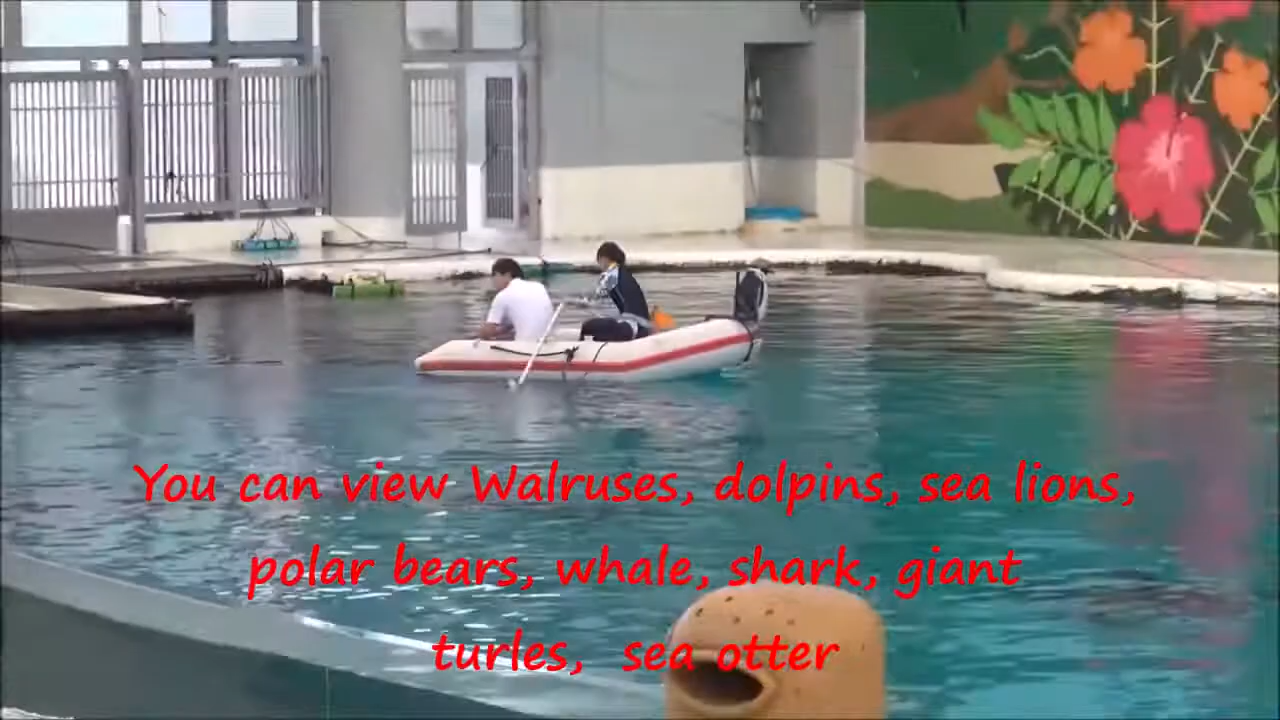 You can view Walruses, dolpins, sea lions,
polar bears, whale, shark, giant
turles, sea otter